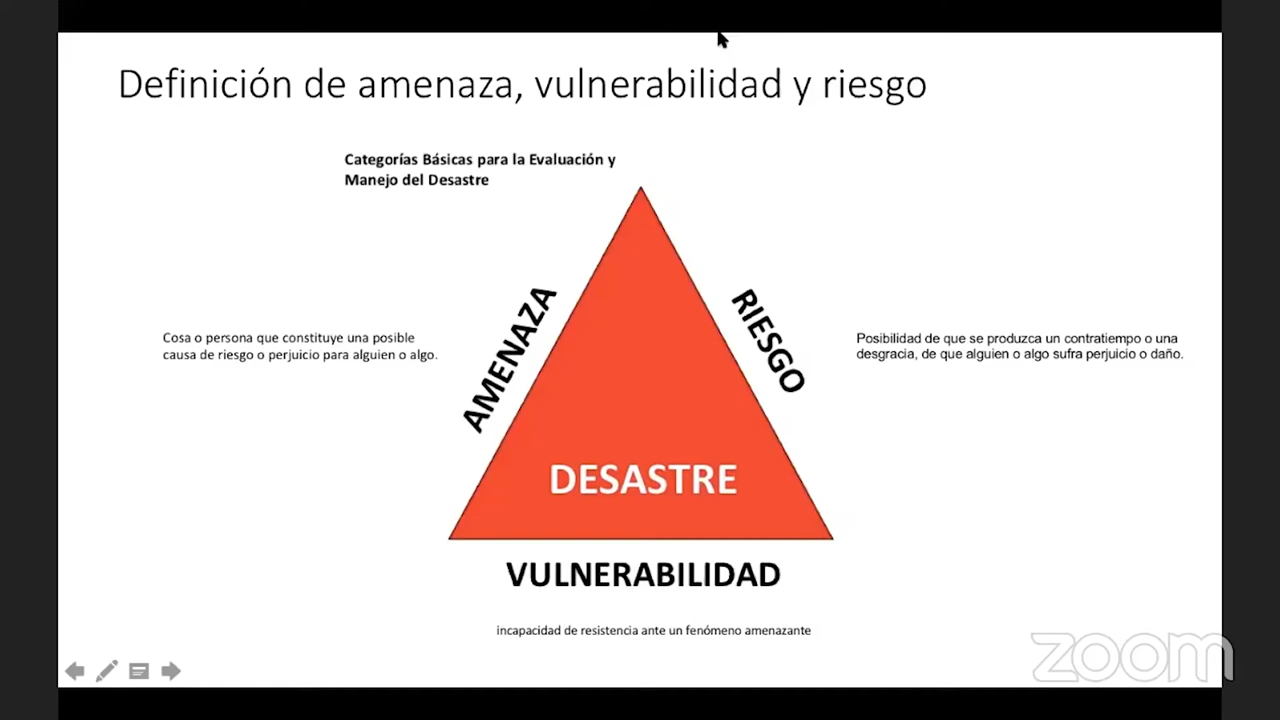 Definición de amenaza, vulnerabilidad y riesgo
Categorías Básicas para la Evaluación y
Manejo del Desastre
AMENAZA
RIESGO
Cosa o persona que constituye una posible
causa de riesgo o perjuicio para alguien o algo.
Posibilidad de que se produzca un contratiempo o una
desgracia, de que alguien o algo sufra perjuicio o daño.
DESASTRE
VULNERABILIDAD
incapacidad de resistencia ante un fenómeno amenazante
zoom